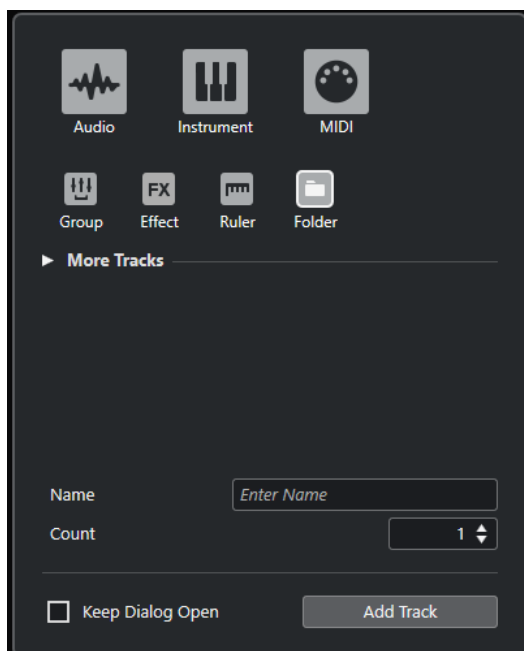 Audio Instrument MIDI
FX
Group Effect Ruler Folder
More Tracks
Name Enter Name
Count 1
Keep Dialog Open Add Track